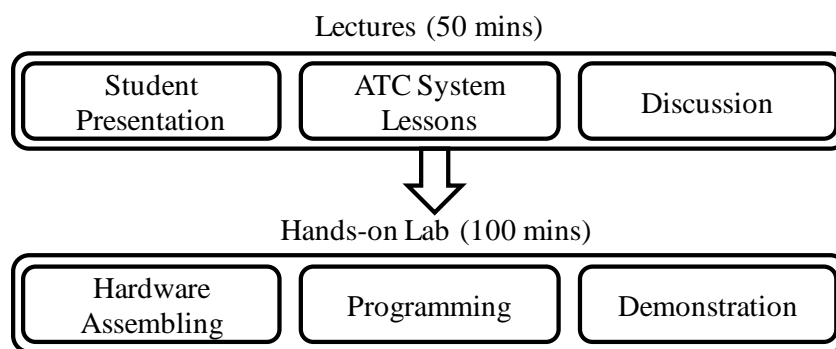 Lectures (50 mins)
Student
Presentation
ATC System
Lessons
Discussion
Hands-on Lab (100 mins)
Hardware
Assembling
Programming
Demonstration